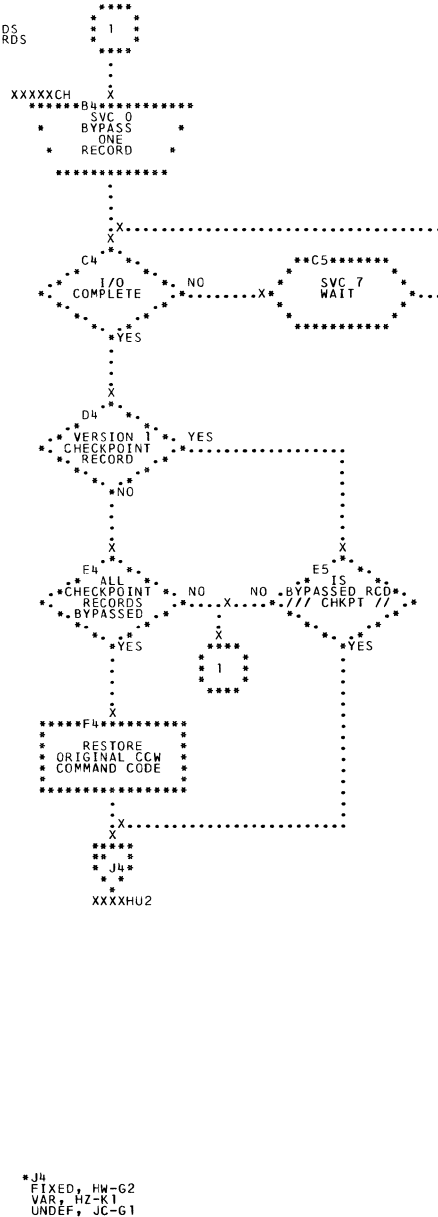 DS
RDS
1
XXXXXCH
B4
SVC 0
BYPASS
ONE
RECORD
C4
I/O
COMPLETE
NO
C5
SVC 7
WAIT
YES
D4
VERSION 1
CHECKPOINT
RECORD
YES
NO
E4
ALL
CHECKPOINT
RECORDS
BYPASSED
NO
NO
E5
IS
BYPASSED RCD
/// CHKPT //
YES
1
YES
F4
RESTORE
ORIGINAL CCW
COMMAND CODE
J4
XXXXHU2
*J4
FIXED, HW-G2
VAR, HZ-K1
UNDEF, JC-G1